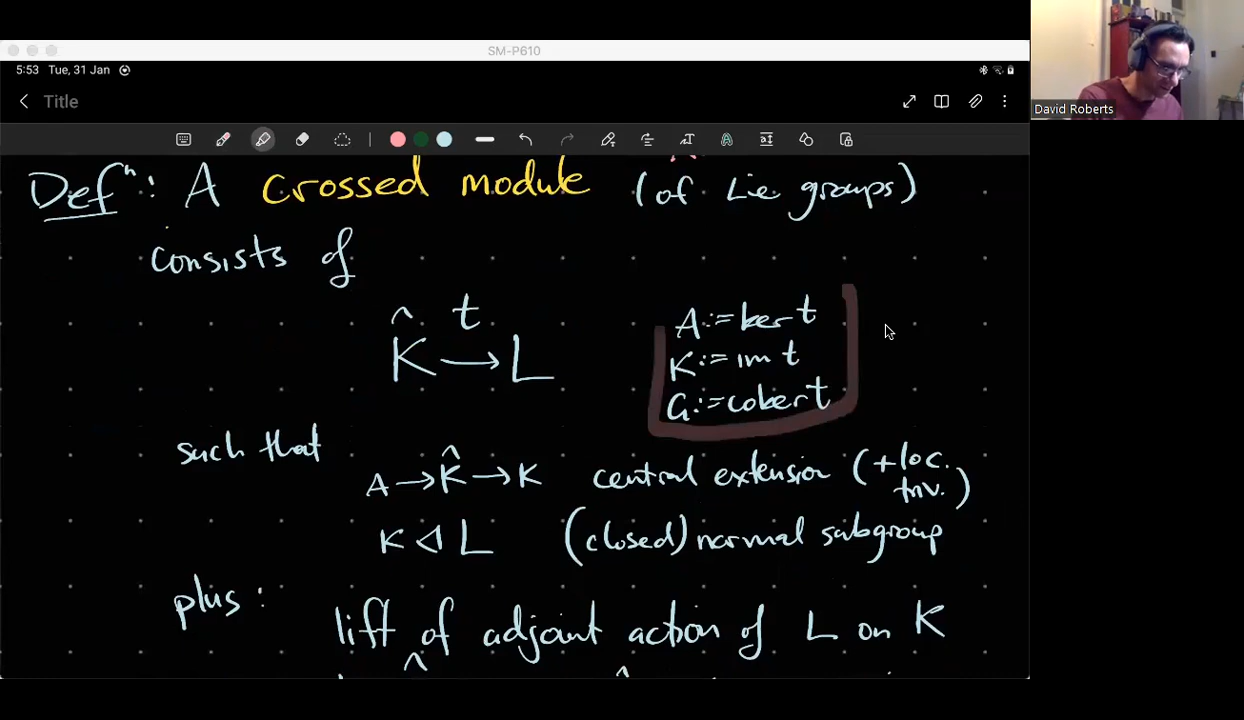 SM-P610
5:53 Tue, 31 Jan
Title
David Roberts
Defⁿ: A crossed module (of Lie groups)
consists of
K̂ —t→ L
A := ker t
K := im t
G := coker t
such that
A → K̂ → K central extension (+loc. triv.)
K ◁ L (closed) normal subgroup
plus:
lift of adjoint action of L on K